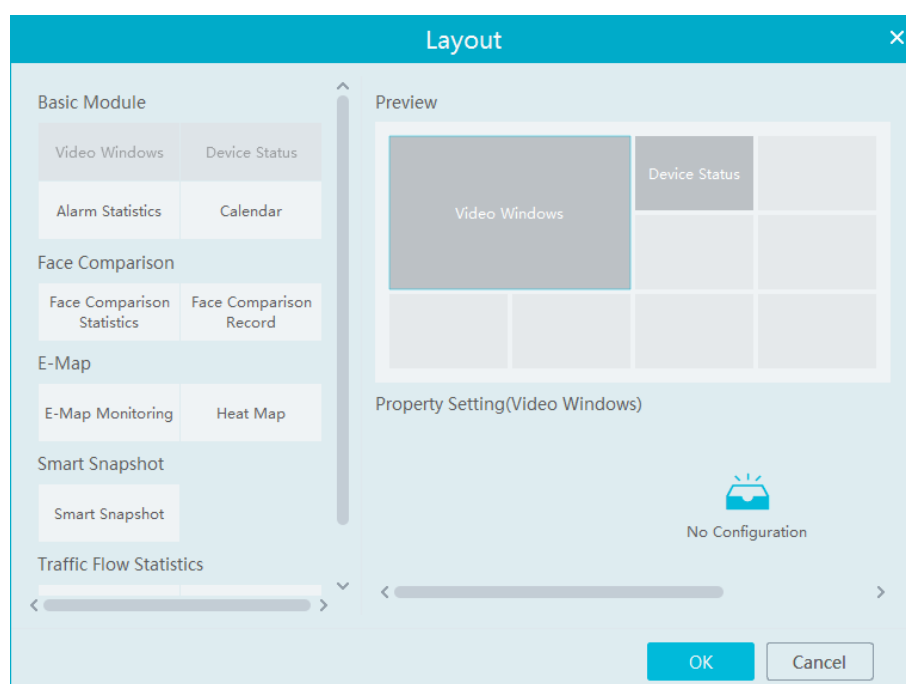 Layout
Basic Module
Video Windows Device Status
Alarm Statistics Calendar
Face Comparison
Face Comparison Statistics
Face Comparison Record
E-Map
E-Map Monitoring Heat Map
Smart Snapshot
Smart Snapshot
Traffic Flow Statistics
Preview
Video Windows
Device Status
Property Setting(Video Windows)
No Configuration
OK Cancel